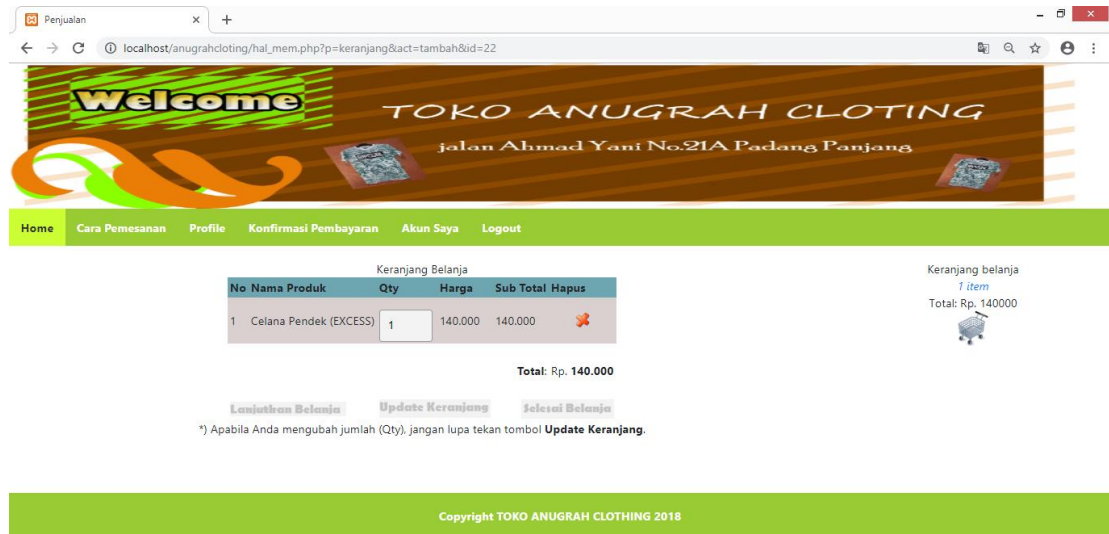 Penjualan
localhost/anugrahcloting/hal_mem.php?p=keranjang&act=tambah&id=22
Welcome
TOKO ANUGRAH CLOTING
jalan Ahmad Yani No.21A Padang Panjang
Home Cara Pemesanan Profile Konfirmasi Pembayaran Akun Saya Logout
Keranjang Belanja
No Nama Produk Qty Harga Sub Total Hapus
1 Celana Pendek (EXCESS) 1 140.000 140.000
Total: Rp. 140.000
Lanjutkan Belanja Update Keranjang Selesai Belanja
*) Apabila Anda mengubah jumlah (Qty), jangan lupa tekan tombol Update Keranjang.
Keranjang belanja
1 item
Total: Rp. 140000
Copyright TOKO ANUGRAH CLOTHING 2018